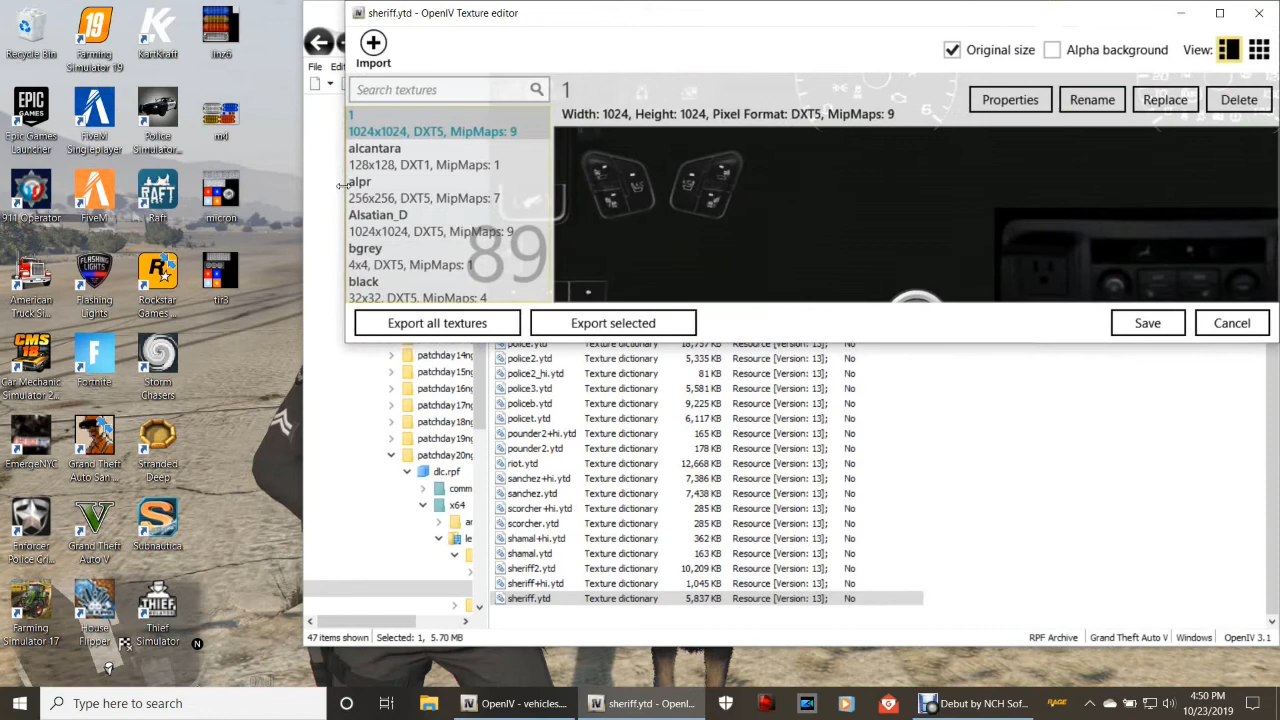 sheriff.ytd - OpenIV Texture editor
Import
Original size
Alpha background
View:
Search textures
1
1024x1024, DXT5, MipMaps: 9
alcantara
128x128, DXT1, MipMaps: 1
alpr
256x256, DXT5, MipMaps: 7
Alsatian_D
1024x1024, DXT5, MipMaps: 9
bgrey
4x4, DXT5, MipMaps: 1
black
32x32, DXT5, MipMaps: 4
89
1
Width: 1024, Height: 1024, Pixel Format: DXT5, MipMaps: 9
Properties
Rename
Replace
Delete
Export all textures
Export selected
Save
Cancel
File
patchday14ng
patchday15ng
patchday16ng
patchday17ng
patchday18ng
patchday19ng
patchday20ng
dlc.rpf
comm
x64
le
police.ytd Texture dictionary 18,757 KB Resource [Version: 13]; No
police2.ytd Texture dictionary 5,335 KB Resource [Version: 13]; No
police2_hi.ytd Texture dictionary 81 KB Resource [Version: 13]; No
police3.ytd Texture dictionary 5,581 KB Resource [Version: 13]; No
policeb.ytd Texture dictionary 9,225 KB Resource [Version: 13]; No
policet.ytd Texture dictionary 6,117 KB Resource [Version: 13]; No
pounder2+hi.ytd Texture dictionary 165 KB Resource [Version: 13]; No
pounder2.ytd Texture dictionary 178 KB Resource [Version: 13]; No
riot.ytd Texture dictionary 12,668 KB Resource [Version: 13]; No
sanchez+hi.ytd Texture dictionary 7,386 KB Resource [Version: 13]; No
sanchez.ytd Texture dictionary 7,438 KB Resource [Version: 13]; No
scorcher+hi.ytd Texture dictionary 285 KB Resource [Version: 13]; No
scorcher.ytd Texture dictionary 285 KB Resource [Version: 13]; No
shamal+hi.ytd Texture dictionary 362 KB Resource [Version: 13]; No
shamal.ytd Texture dictionary 163 KB Resource [Version: 13]; No
sheriff2.ytd Texture dictionary 10,209 KB Resource [Version: 13]; No
sheriff+hi.ytd Texture dictionary 1,045 KB Resource [Version: 13]; No
sheriff.ytd Texture dictionary 5,837 KB Resource [Version: 13]; No
47 items shown
Selected: 1, 5.70 MB
RPF Archive
Grand Theft Auto V
Windows
OpenIV 3.1
Recycle Bin
Farming
Simulator 19
KartKraft
lnz6
Epic Games
Launcher
FiveM
Singleplayer
Police
Simulator...
m4
911 Operator
FiveM
Raft
micron
American
Truck Si...
Flashing
Lights
Rockstar
Games ...
fir3
Car Mechanic
Simulator 2...
Fortnite
Storm
Chasers
EmergeNYC
Grand Theft
Auto San ...
Stranded
Deep
Enforcer
Police Cri...
Grand Theft
Auto V
Subnautica
Farming
Simulator 17
House
Flipper
Thief
Simulator
Type here to search
OpenIV - vehicles....
sheriff.ytd - OpenI...
Debut by NCH Sof...
4:50 PM
10/23/2019